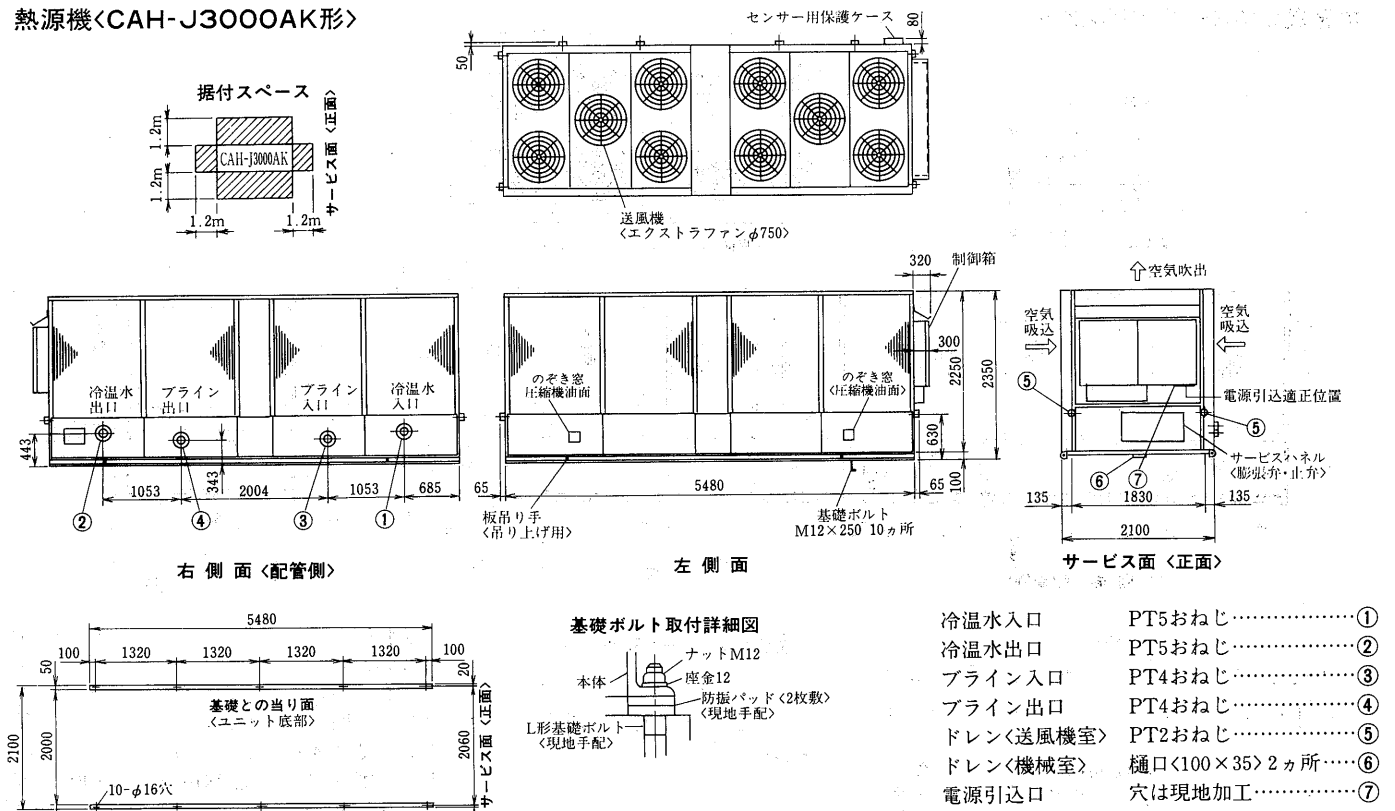 熱源機<CAH-J3000AK形>
センサー用保護ケース
80
50
送風機
<エクストラファンφ750>
据付スペース
1.2m
1.2m
CAH-J3000AK
1.2m
1.2m
サービス面<正面>
冷温水
出口
ブライン
出口
ブライン
入口
冷温水
入口
443
343
1053
2004
1053
685
②
④
③
①
右側面<配管側>
320
制御箱
300
のぞき窓
<圧縮機油面>
のぞき窓
<圧縮機油面>
2250
2350
630
100
65
5480
65
板吊り手
<吊り上げ用>
基礎ボルト
M12×250 10ヵ所
左側面
空気吹出
空気
吸込
空気
吸込
⑤
電源引込適正位置
⑤
サービスパネル
<膨張弁・止弁>
⑥
⑦
135
1830
135
2100
サービス面<正面>
5480
100
1320
1320
1320
1320
100
50
20
基礎との当り面
<ユニット底部>
2100
2000
2060
サービス面<正面>
10-φ16穴
基礎ボルト取付詳細図
ナットM12
座金12
本体
防振パッド<2枚敷>
<現地手配>
L形基礎ボルト
<現地手配>
冷温水入口 PT5おねじ………………①
冷温水出口 PT5おねじ………………②
ブライン入口 PT4おねじ………………③
ブライン出口 PT4おねじ………………④
ドレン<送風機室> PT2おねじ………………⑤
ドレン<機械室> 樋口<100×35>2ヵ所……⑥
電源引込口 穴は現地加工……………⑦